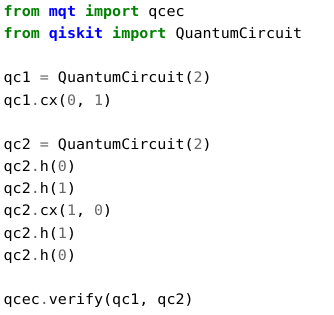 from mqt import qcec
from qiskit import QuantumCircuit

qc1 = QuantumCircuit(2)
qc1.cx(0, 1)

qc2 = QuantumCircuit(2)
qc2.h(0)
qc2.h(1)
qc2.cx(1, 0)
qc2.h(1)
qc2.h(0)

qcec.verify(qc1, qc2)